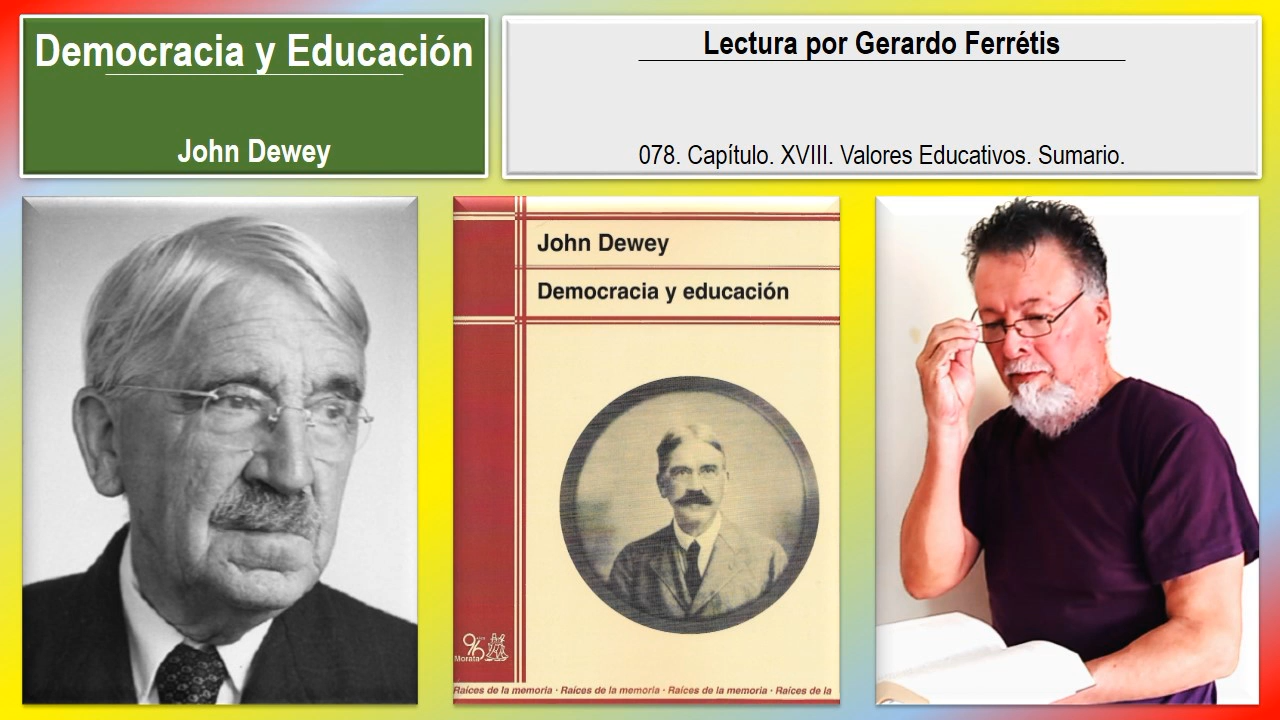 Democracia y Educación
John Dewey
Lectura por Gerardo Ferrétis
078. Capítulo. XVIII. Valores Educativos. Sumario.
John Dewey
Democracia y educación
Morata
Raíces de la memoria · Raíces de la memoria · Raíces de la memoria · Raíces de la